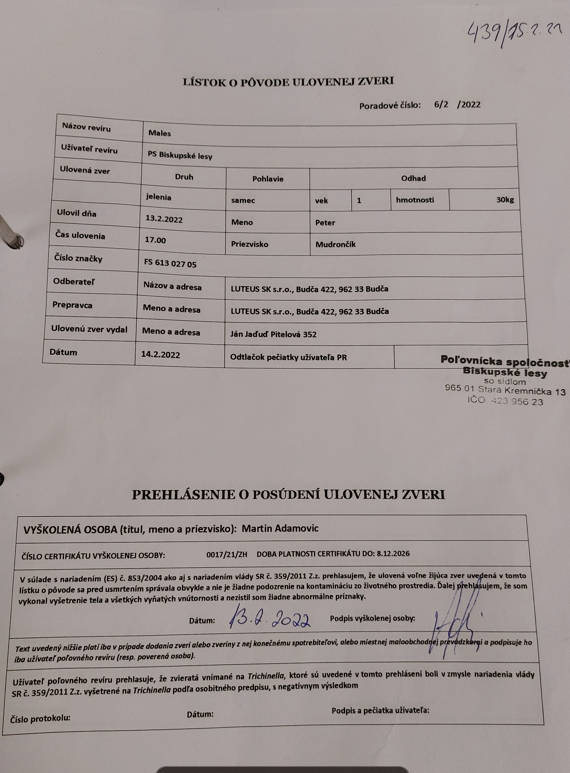 439/15.2.21
LÍSTOK O PÔVODE ULOVENEJ ZVERI
Poradové číslo: 6/2 /2022
Názov revíru Males
Užívateľ revíru PS Biskupské lesy
Ulovená zver Druh Pohlavie Odhad
jelenia samec vek 1 hmotnosti 30kg
Ulovil dňa 13.2.2022 Meno Peter
Čas ulovenia 17.00 Priezvisko Mudrončík
Číslo značky FS 613 027 05
Odberateľ Názov a adresa LUTEUS SK s.r.o., Budča 422, 962 33 Budča
Prepravca Meno a adresa LUTEUS SK s.r.o., Budča 422, 962 33 Budča
Ulovenú zver vydal Meno a adresa Ján Jaďuď Pitelová 352
Dátum 14.2.2022 Odtlačok pečiatky užívateľa PR
Poľovnícka spoločnosť
Biskupské lesy
so sídlom
965 01 Stará Kremnička 13
IČO 423 956 23
PREHLÁSENIE O POSÚDENÍ ULOVENEJ ZVERI
VYŠKOLENÁ OSOBA (titul, meno a priezvisko): Martin Adamovic
ČÍSLO CERTIFIKÁTU VYŠKOLENEJ OSOBY: 0017/21/ZH DOBA PLATNOSTI CERTIFIKÁTU DO: 8.12.2026
V súlade s nariadením (ES) č. 853/2004 ako aj s nariadením vlády SR č. 359/2011 Z.z. prehlasujem, že ulovená voľne žijúca zver uvedená v tomto
lístku o pôvode sa pred usmrtením správala obvykle a nie je žiadne podozrenie na kontamináciu zo životného prostredia. Ďalej prehlasujem, že som
vykonal vyšetrenie tela a všetkých vyňatých vnútorností a nezistil som žiadne abnormálne príznaky.
Dátum: 13.2.2022 Podpis vyškolenej osoby:
Text uvedený nižšie platí iba v prípade dodania zveri alebo zveriny z nej konečnému spotrebiteľovi, alebo miestnej maloobchodnej prevádzkarni a podpisuje ho
iba užívateľ poľovného revíru (resp. poverená osoba).
Užívateľ poľovného revíru prehlasuje, že zvieratá vnímané na Trichinella, ktoré sú uvedené v tomto prehlásení boli v zmysle nariadenia vlády
SR č. 359/2011 Z.z. vyšetrené na Trichinella podľa osobitného predpisu, s negatívnym výsledkom
Číslo protokolu: Dátum: Podpis a pečiatka užívateľa: